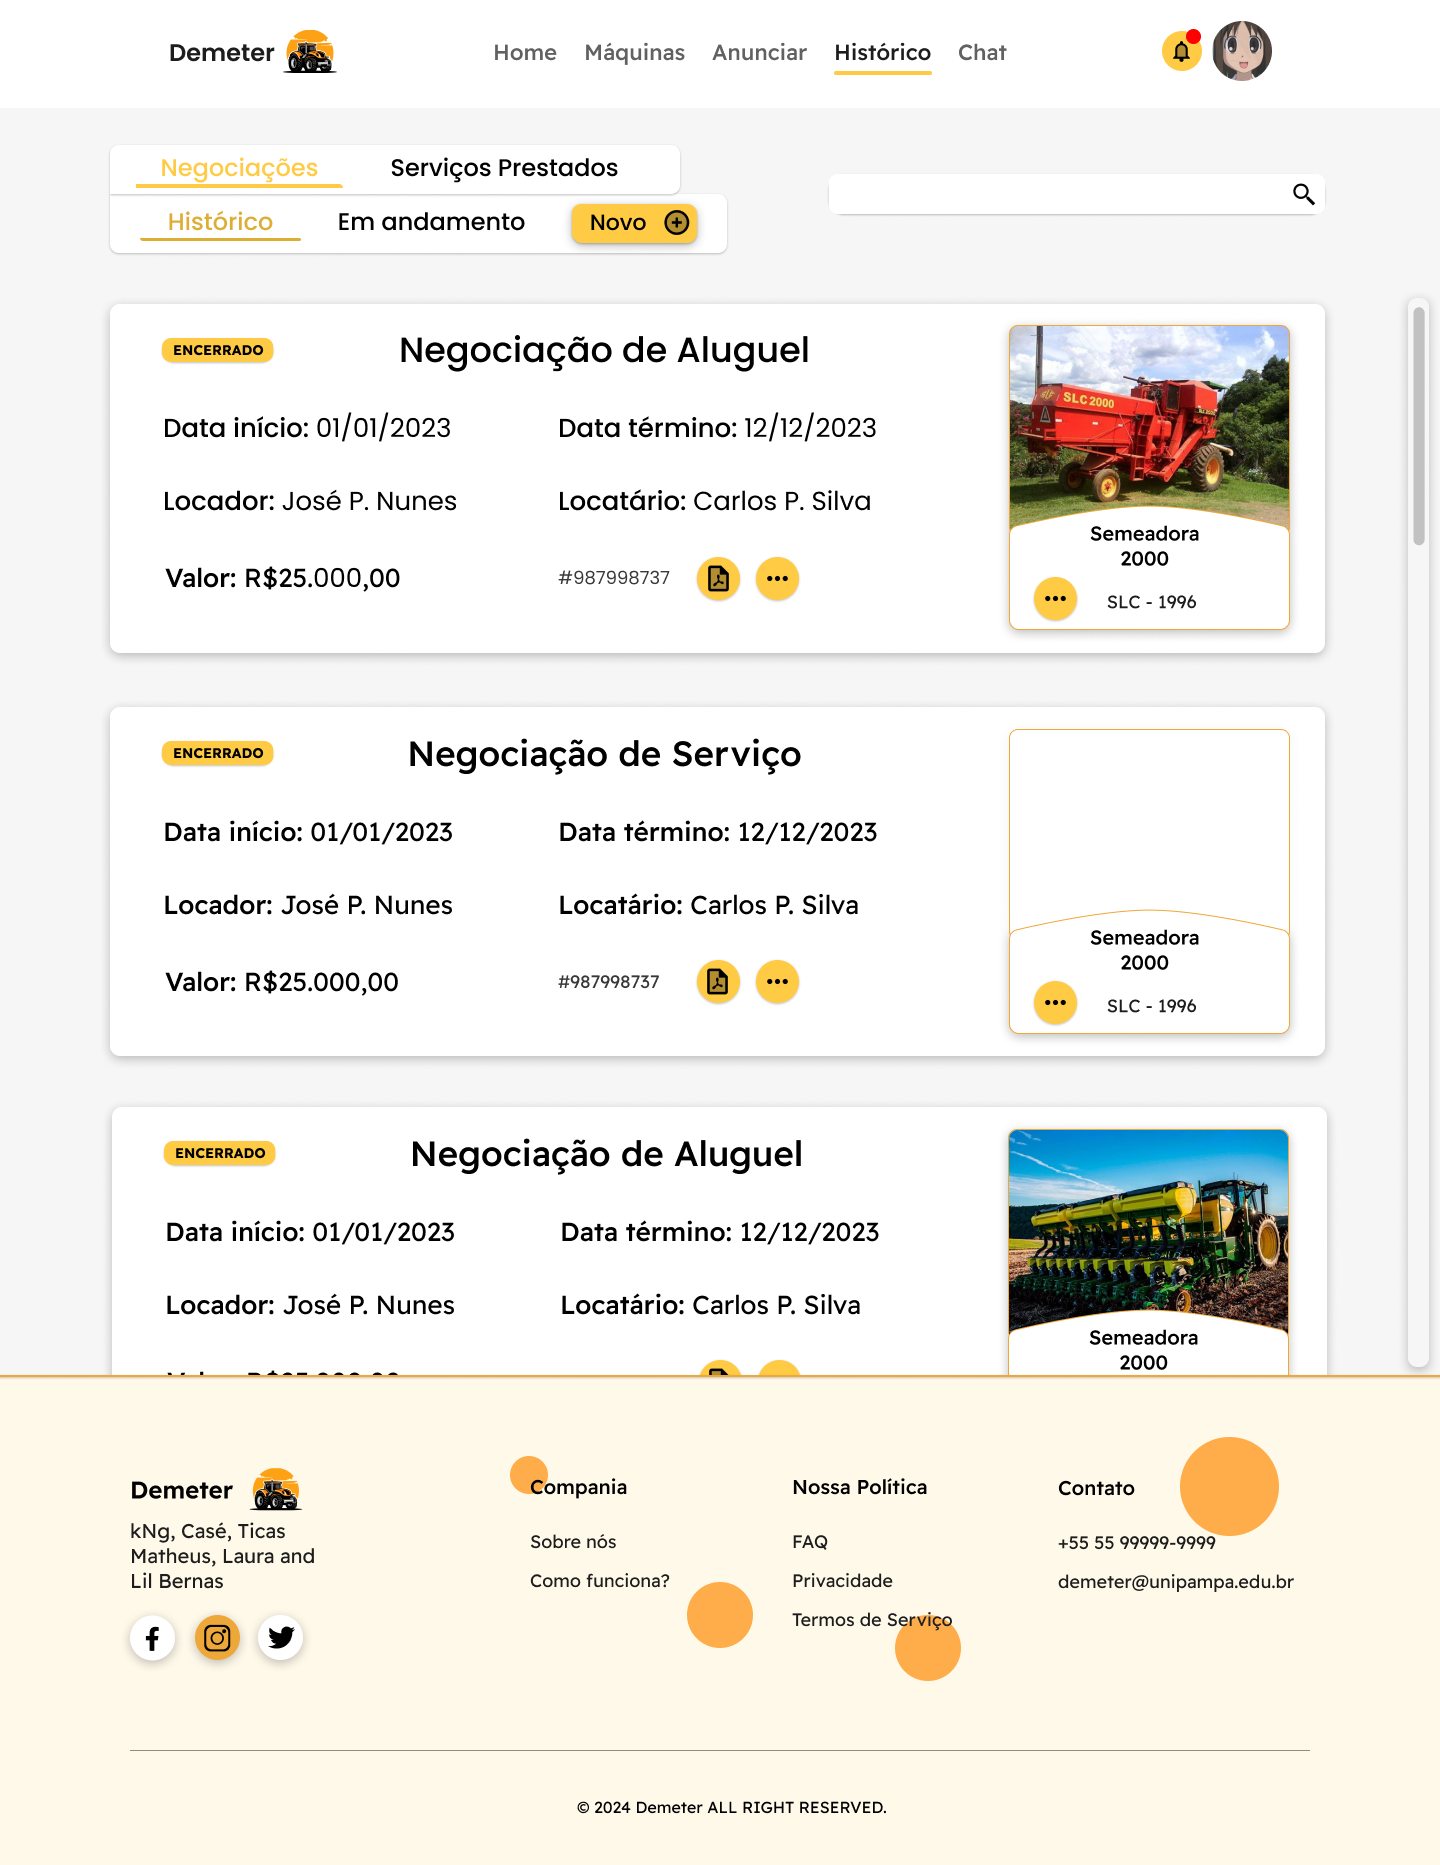 Demeter
Home Máquinas Anunciar Histórico Chat
Negociações Serviços Prestados
Histórico Em andamento Novo
ENCERRADO
Negociação de Aluguel
Data início: 01/01/2023 Data término: 12/12/2023
Locador: José P. Nunes Locatário: Carlos P. Silva
Valor: R$25.000,00 #987998737
SLC 2000
Semeadora
2000
SLC - 1996
ENCERRADO
Negociação de Serviço
Data início: 01/01/2023 Data término: 12/12/2023
Locador: José P. Nunes Locatário: Carlos P. Silva
Valor: R$25.000,00 #987998737
Semeadora
2000
SLC - 1996
ENCERRADO
Negociação de Aluguel
Data início: 01/01/2023 Data término: 12/12/2023
Locador: José P. Nunes Locatário: Carlos P. Silva
Valor: R$25.000,00
Semeadora
2000
Demeter
kNg, Casé, Ticas
Matheus, Laura and
Lil Bernas
Compania
Sobre nós
Como funciona?
Nossa Política
FAQ
Privacidade
Termos de Serviço
Contato
+55 55 99999-9999
demeter@unipampa.edu.br
© 2024 Demeter ALL RIGHT RESERVED.